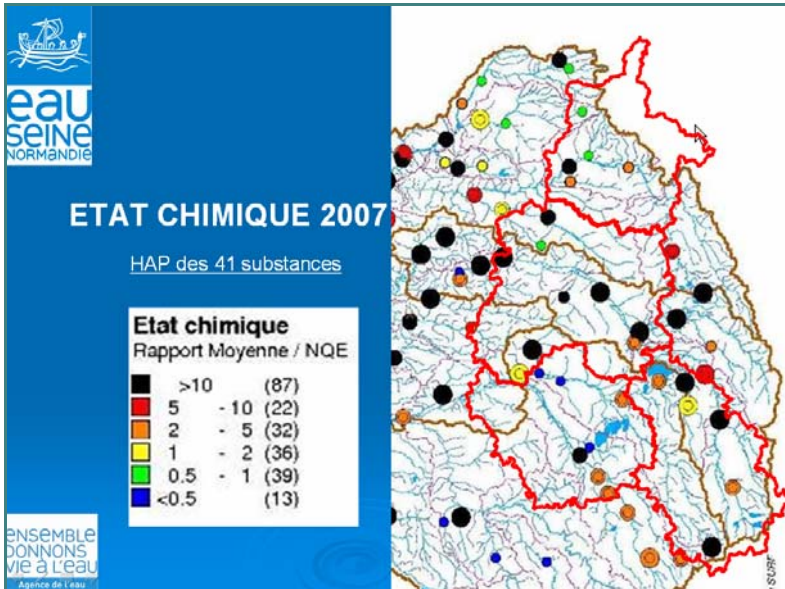 eau
SEINE
NORMANDIE
ETAT CHIMIQUE 2007
HAP des 41 substances
Etat chimique
Rapport Moyenne / NQE
>10 (87)
5 - 10 (22)
2 - 5 (32)
1 - 2 (36)
0.5 - 1 (39)
<0.5 (13)
ENSEMBLE
DONNONS
VIE à L'EAU
Agence de l'eau